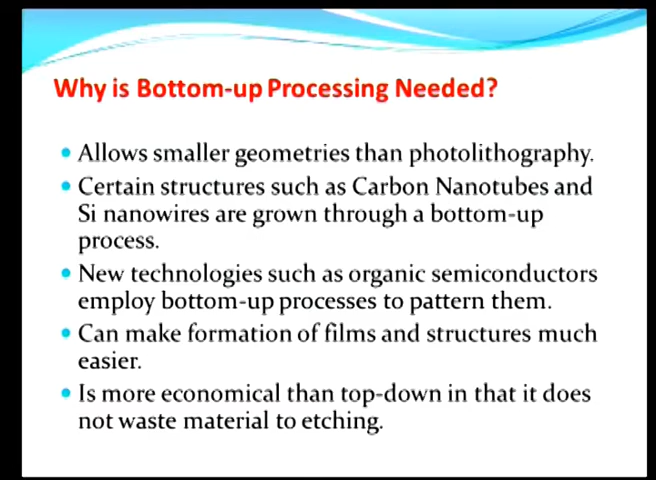 Why is Bottom-up Processing Needed?
• Allows smaller geometries than photolithography.
• Certain structures such as Carbon Nanotubes and
Si nanowires are grown through a bottom-up
process.
• New technologies such as organic semiconductors
employ bottom-up processes to pattern them.
• Can make formation of films and structures much
easier.
• Is more economical than top-down in that it does
not waste material to etching.